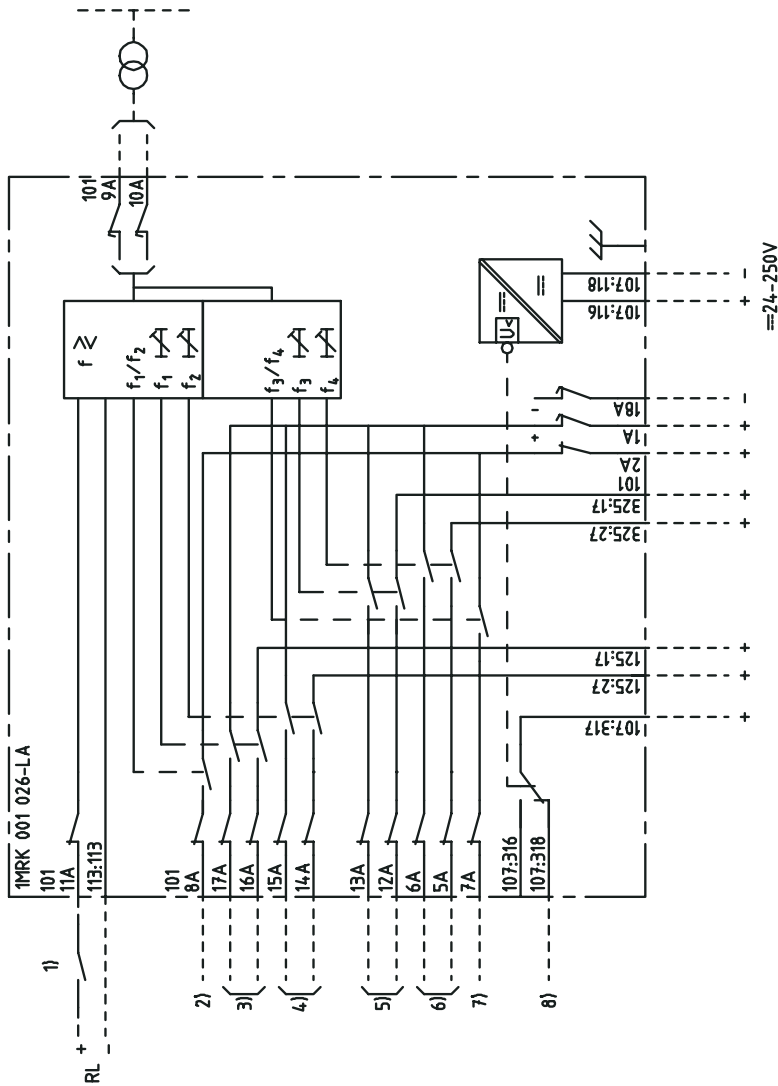 1MRK 001 026-LA
101
9A
10A
f ≥
f1/f2
f1
f2
f3/f4
f3
f4
U<
107:118
107:116
-
+
=24-250V
-
+
18A
1A
2A
101
325:17
325:27
125:17
125:27
107:317
-
+
+
+
+
+
+
+
101
11A
113:113
101
8A
17A
16A
15A
14A
13A
12A
6A
5A
7A
107:316
107:318
1)
+
RL
2)
3)
4)
5)
6)
7)
8)